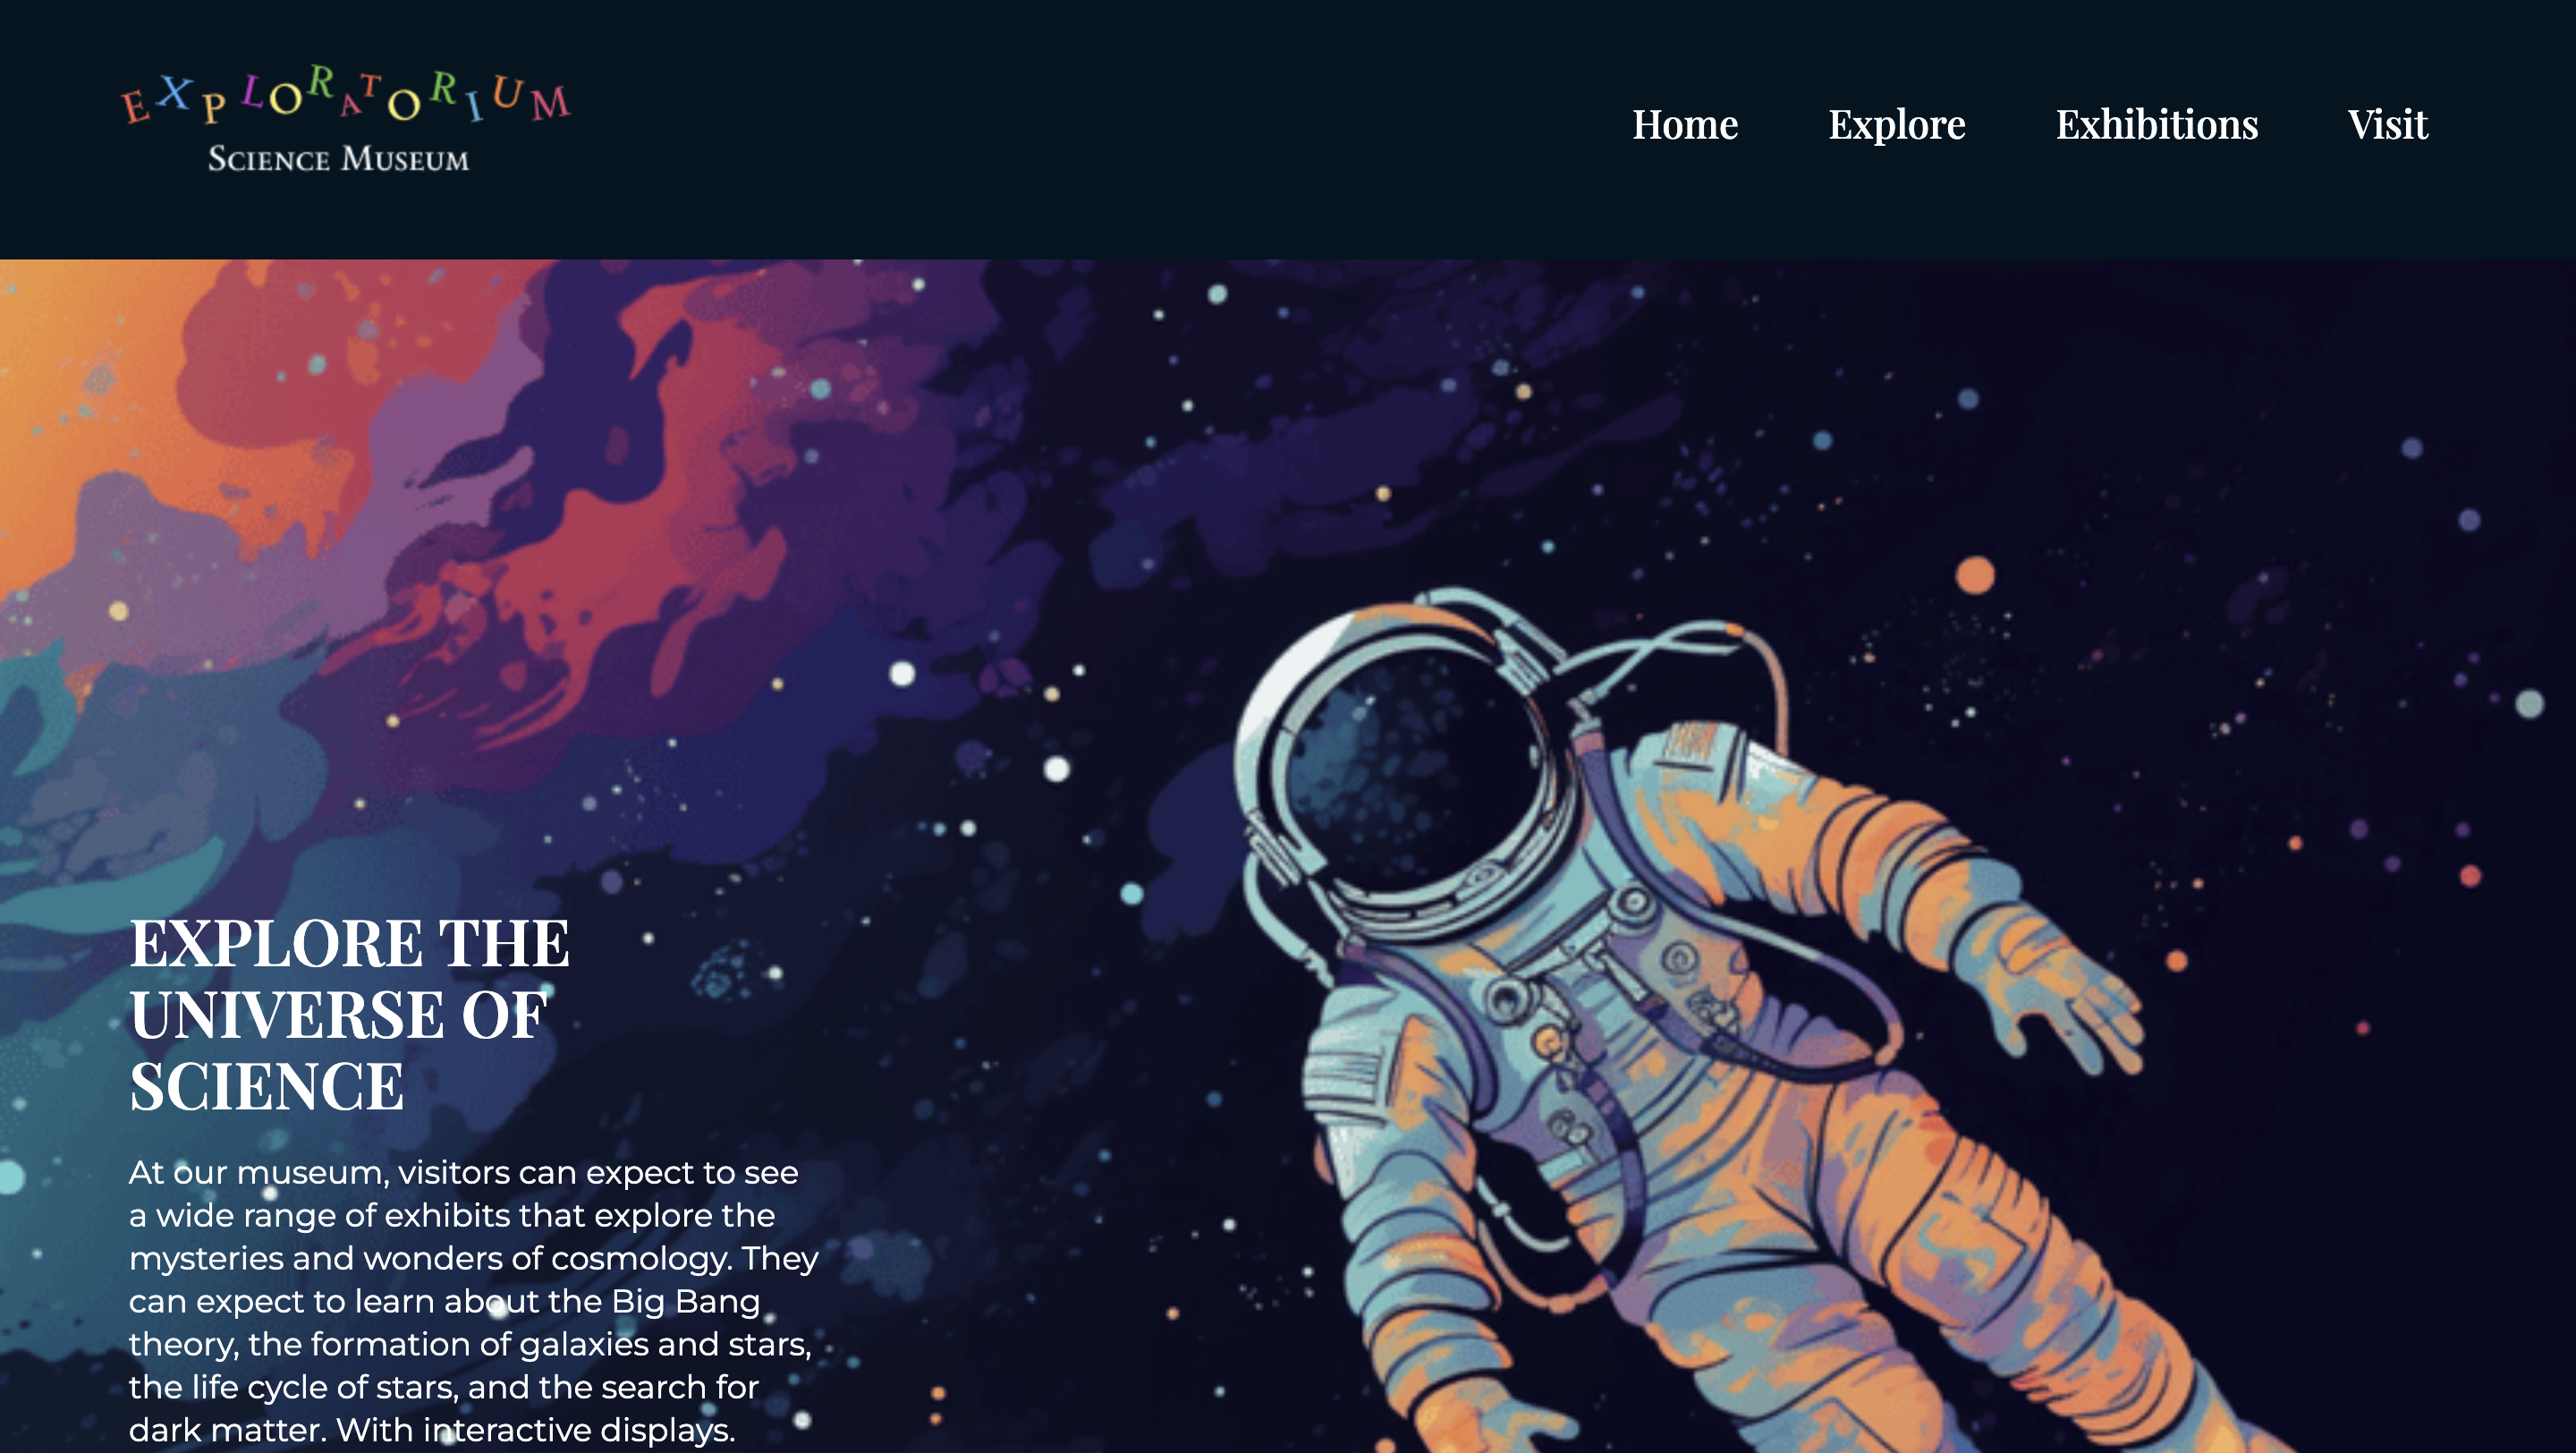 EXPLORATORIUM
SCIENCE MUSEUM
Home Explore Exhibitions Visit
EXPLORE THE
UNIVERSE OF
SCIENCE
At our museum, visitors can expect to see
a wide range of exhibits that explore the
mysteries and wonders of cosmology. They
can expect to learn about the Big Bang
theory, the formation of galaxies and stars,
the life cycle of stars, and the search for
dark matter. With interactive displays.